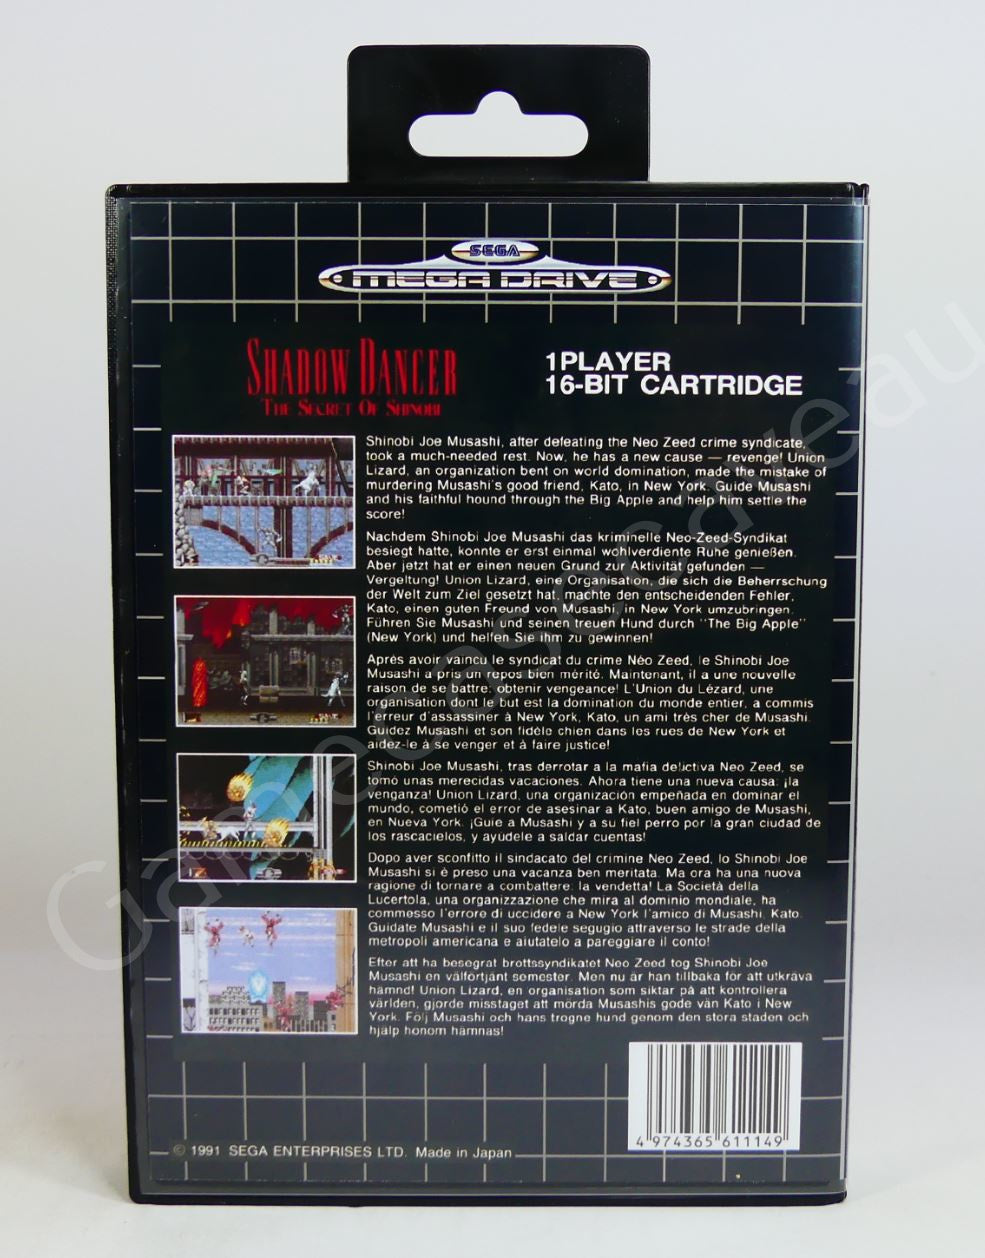 SEGA
MEGA DRIVE
SHADOW DANCER
THE SECRET OF SHINOBI
1 PLAYER
16-BIT CARTRIDGE
Shinobi Joe Musashi, after defeating the Neo Zeed crime syndicate,
took a much-needed rest. Now, he has a new cause — revenge! Union
Lizard, an organization bent on world domination, made the mistake of
murdering Musashi's good friend, Kato, in New York. Guide Musashi
and his faithful hound through the Big Apple and help him settle the
score!
Nachdem Shinobi Joe Musashi das kriminelle Neo-Zeed-Syndikat
besiegt hatte, konnte er erst einmal wohlverdiente Ruhe genießen.
Aber jetzt hat er einen neuen Grund zur Aktivität gefunden —
Vergeltung! Union Lizard, eine Organisation, die sich die Beherrschung
der Welt zum Ziel gesetzt hat, machte den entscheidenden Fehler,
Kato, einen guten Freund von Musashi, in New York umzubringen.
Führen Sie Musashi und seinen treuen Hund durch "The Big Apple"
(New York) und helfen Sie ihm zu gewinnen!
Après avoir vaincu le syndicat du crime Néo Zeed, le Shinobi Joe
Musashi a pris un repos bien mérité. Maintenant, il a une nouvelle
raison de se battre: obtenir vengeance! L'Union du Lézard, une
organisation dont le but est la domination du monde entier, a commis
l'erreur d'assassiner à New York, Kato, un ami très cher de Musashi.
Guidez Musashi et son fidèle chien dans les rues de New York et
aidez-le à se venger et à faire justice!
Shinobi Joe Musashi, tras derrotar a la mafia delictiva Neo Zeed, se
tomó unas merecidas vacaciones. Ahora tiene una nueva causa: ¡la
venganza! Union Lizard, una organización empeñada en dominar el
mundo, cometió el error de asesinar a Kato, buen amigo de Musashi,
en Nueva York. ¡Guíe a Musashi y a su fiel perro por la gran ciudad de
los rascacielos, y ayúdele a saldar cuentas!
Dopo aver sconfitto il sindacato del crimine Neo Zeed, lo Shinobi Joe
Musashi si è preso una vacanza ben meritata. Ma ora ha una nuova
ragione di tornare a combattere: la vendetta! La Società della
Lucertola, una organizzazione che mira al dominio mondiale, ha
commesso l'errore di uccidere a New York l'amico di Musashi, Kato.
Guidate Musashi e il suo fedele segugio attraverso le strade della
metropoli americana e aiutatelo a pareggiare il conto!
Efter att ha besegrat brottssyndikatet Neo Zeed tog Shinobi Joe
Musashi en välförtjänt semester. Men nu är han tillbaka för att utkräva
hämnd! Union Lizard, en organisation som siktar på att kontrollera
världen, gjorde misstaget att mörda Musashis gode vän Kato i New
York. Följ Musashi och hans trogne hund genom den stora staden och
hjälp honom hämnas!
4 974365 611149
© 1991 SEGA ENTERPRISES LTD. Made in Japan
Gamecasecaveau